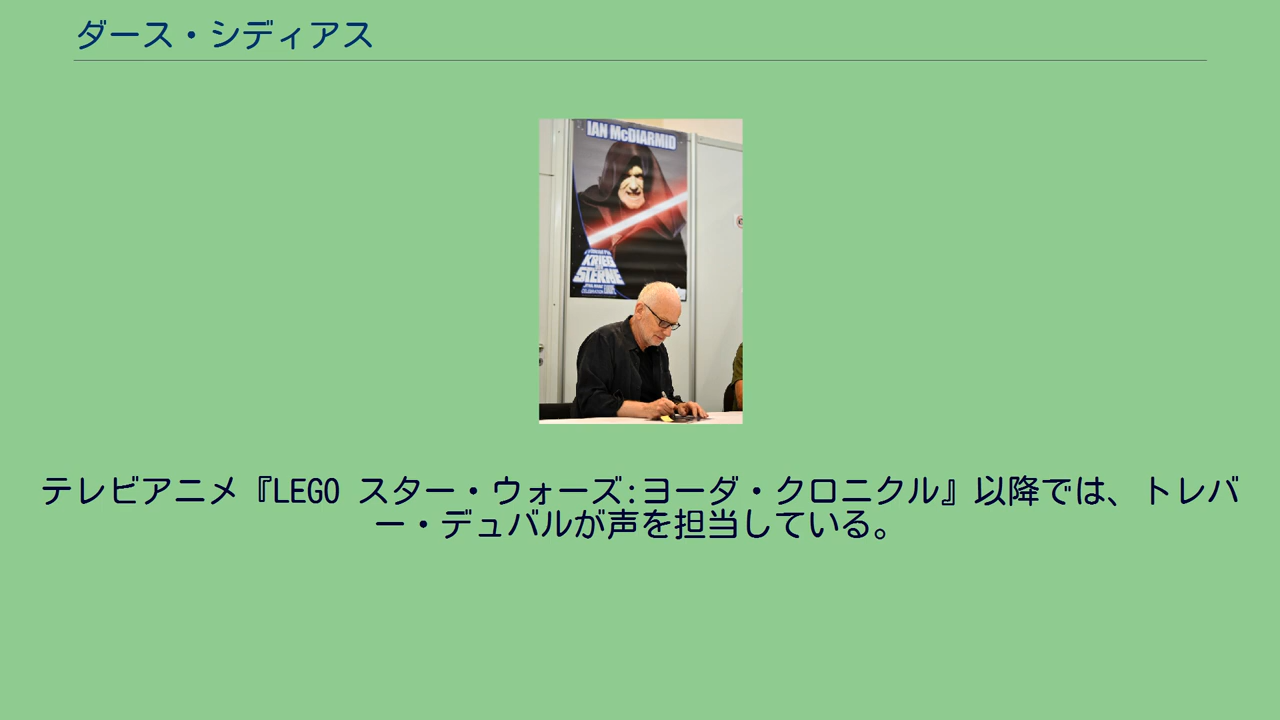 ダース・シディアス
IAN McDIARMID
KRIEG
STERNE
テレビアニメ『LEGO スター・ウォーズ:ヨーダ・クロニクル』以降では、トレバ
ー・デュバルが声を担当している。